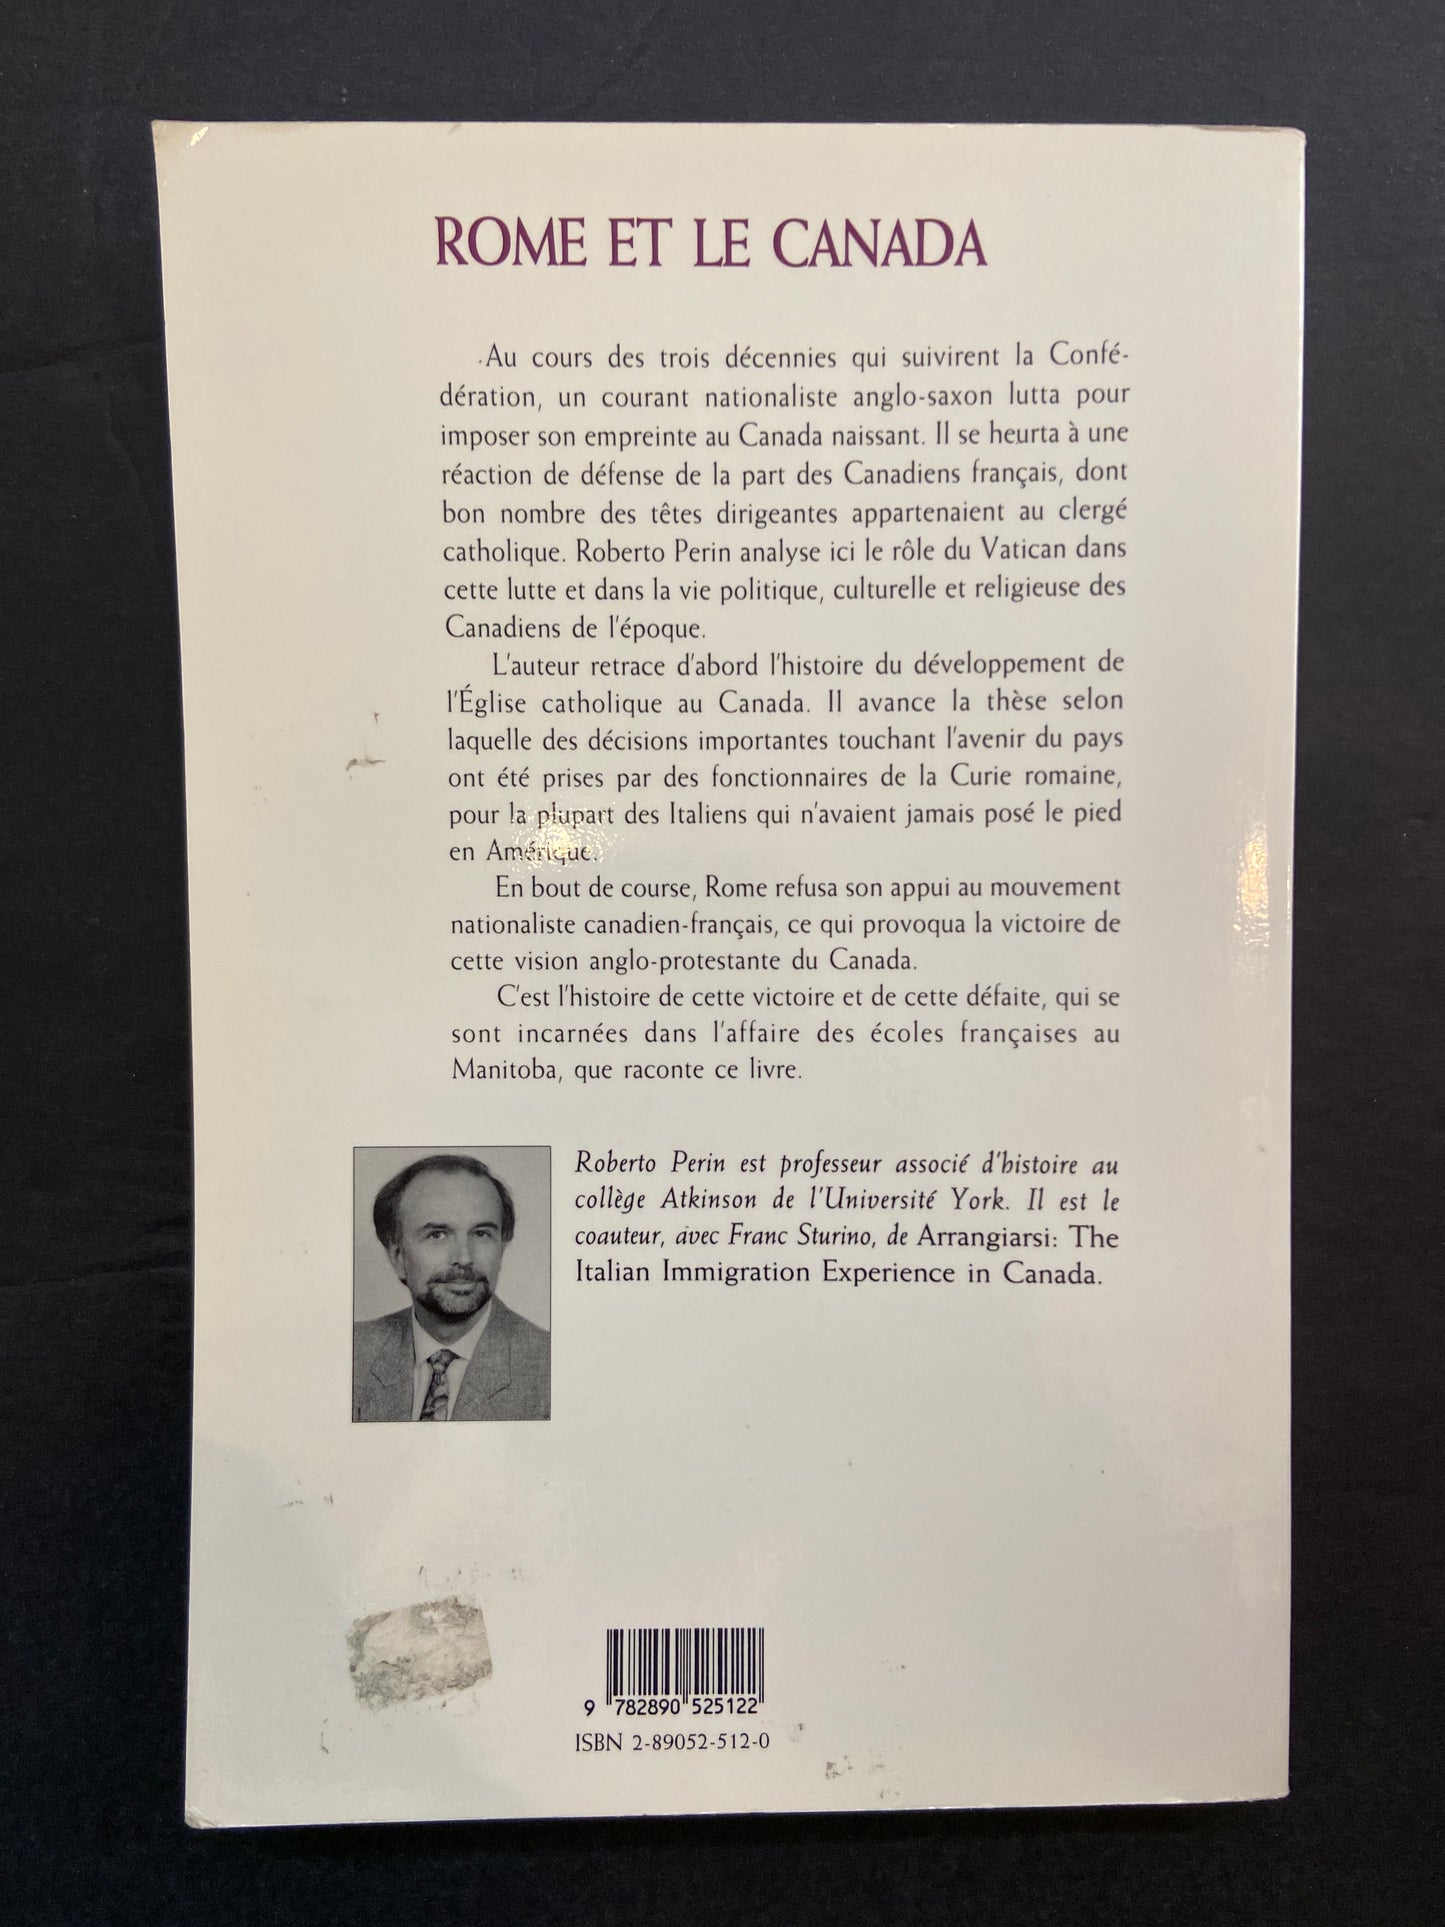 ROME ET LE CANADA
Au cours des trois décennies qui suivirent la Confé-
dération, un courant nationaliste anglo-saxon lutta pour
imposer son empreinte au Canada naissant. Il se heurta à une
réaction de défense de la part des Canadiens français, dont
bon nombre des têtes dirigeantes appartenaient au clergé
catholique. Roberto Perin analyse ici le rôle du Vatican dans
cette lutte et dans la vie politique, culturelle et religieuse des
Canadiens de l'époque.
L'auteur retrace d'abord l'histoire du développement de
l'Église catholique au Canada. Il avance la thèse selon
laquelle des décisions importantes touchant l'avenir du pays
ont été prises par des fonctionnaires de la Curie romaine,
pour la plupart des Italiens qui n'avaient jamais posé le pied
en Amérique.
En bout de course, Rome refusa son appui au mouvement
nationaliste canadien-français, ce qui provoqua la victoire de
cette vision anglo-protestante du Canada.
C'est l'histoire de cette victoire et de cette défaite, qui se
sont incarnées dans l'affaire des écoles françaises au
Manitoba, que raconte ce livre.
Roberto Perin est professeur associé d'histoire au
collège Atkinson de l'Université York. Il est le
coauteur, avec Franc Sturino, de Arrangiarsi: The
Italian Immigration Experience in Canada.
9 782890 525122
ISBN 2-89052-512-0